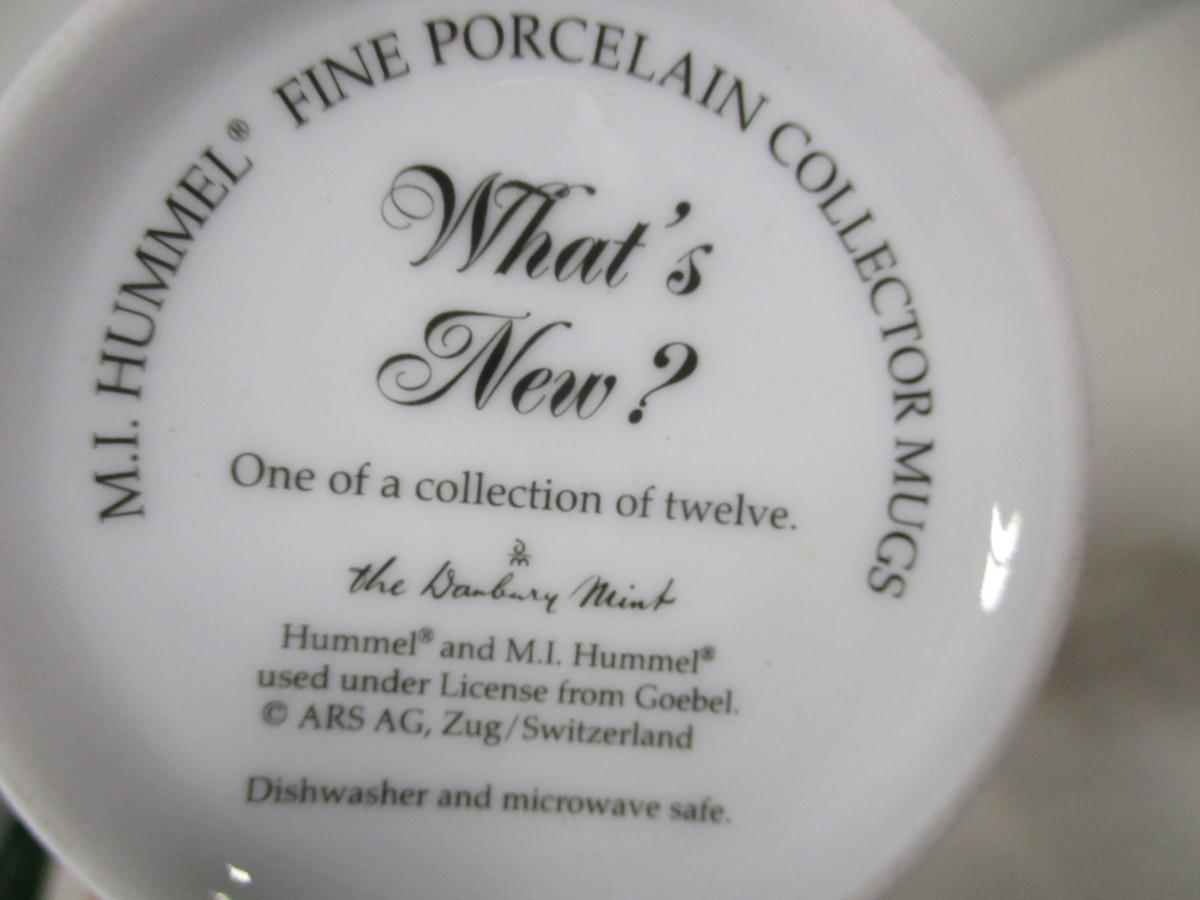 M.I. HUMMEL® FINE PORCELAIN COLLECTOR MUGS
What's
New?
One of a collection of twelve.
the Danbury Mint
Hummel® and M.I. Hummel®
used under License from Goebel.
© ARS AG, Zug/Switzerland
Dishwasher and microwave safe.